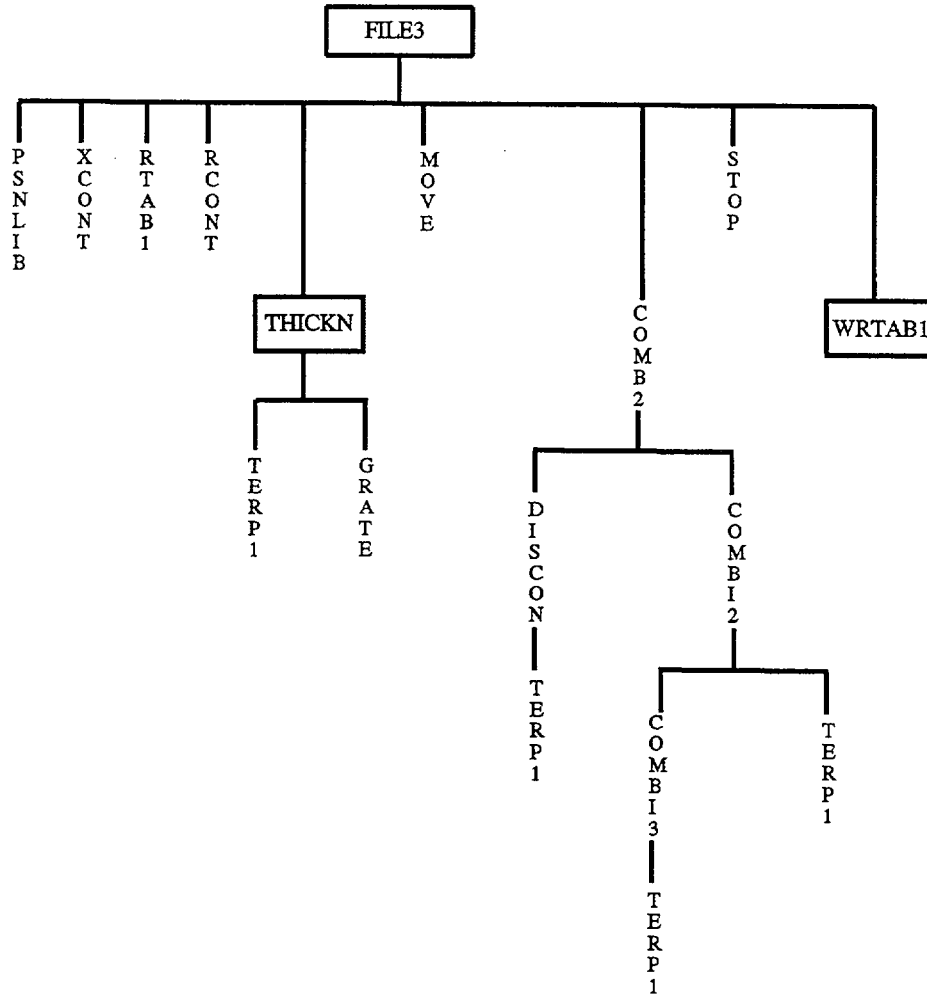 FILE3
PSNLIB
XCONT
RTAB1
RCONT
MOVE
STOP
THICKN
COMB2
WRTAB1
TERP1
GRATE
DISCON
COMBI2
TERP1
COMBI3
TERP1
TERP1